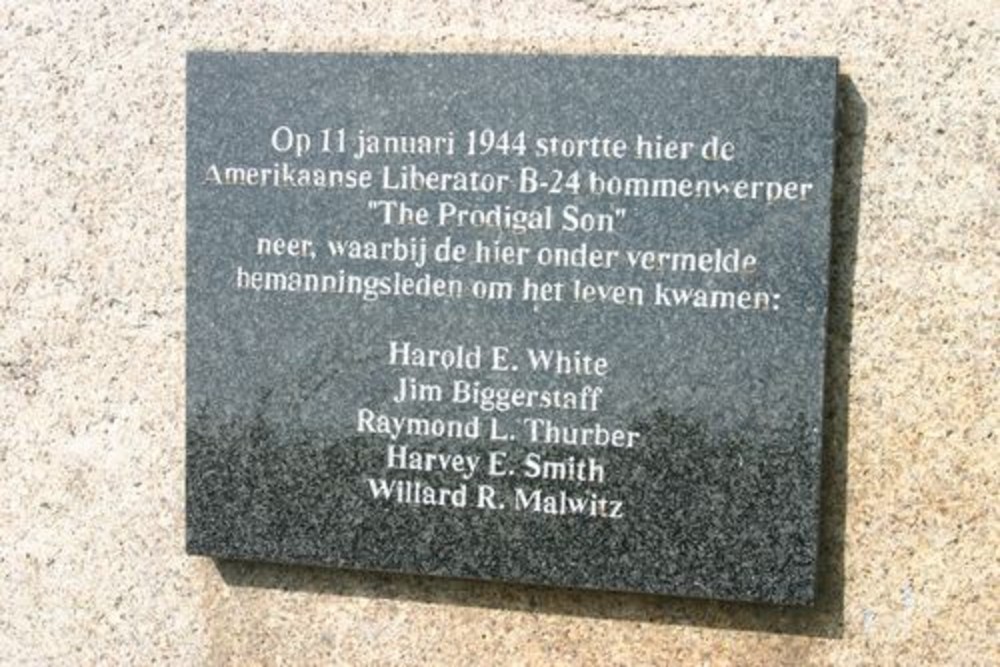 Op 11 januari 1944 stortte hier de
Amerikaanse Liberator B-24 bommenwerper
"The Prodigal Son"
neer, waarbij de hier onder vermelde
bemanningsleden om het leven kwamen:
Harold E. White
Jim Biggerstaff
Raymond L. Thurber
Harvey E. Smith
Willard R. Malwitz